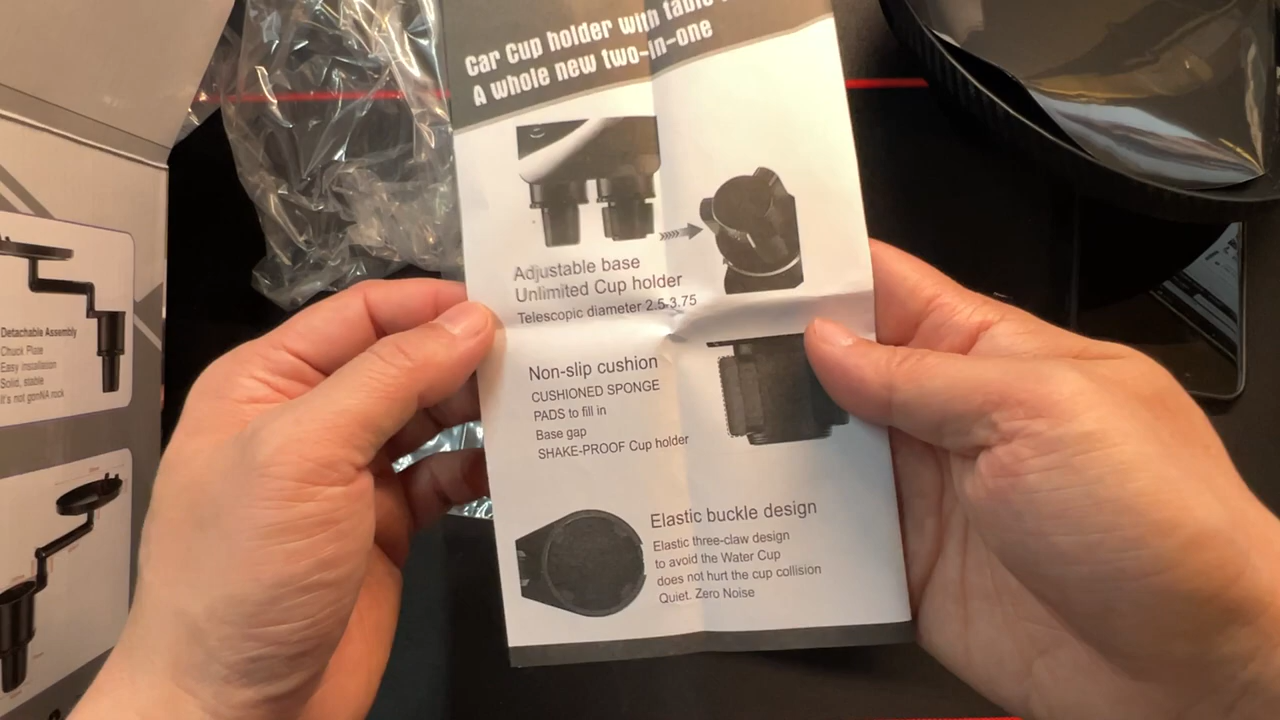 Car Cup holder with table
A whole new two-in-one
Adjustable base
Unlimited Cup holder
Telescopic diameter 2.5-3.75
Non-slip cushion
CUSHIONED SPONGE
PADS to fill in
Base gap
SHAKE-PROOF Cup holder
Elastic buckle design
Elastic three-claw design
to avoid the Water Cup
does not hurt the cup collision
Quiet. Zero Noise
Detachable Assembly
Chuck Plate
Easy installation
Solid, stable
It's not gonNA rock